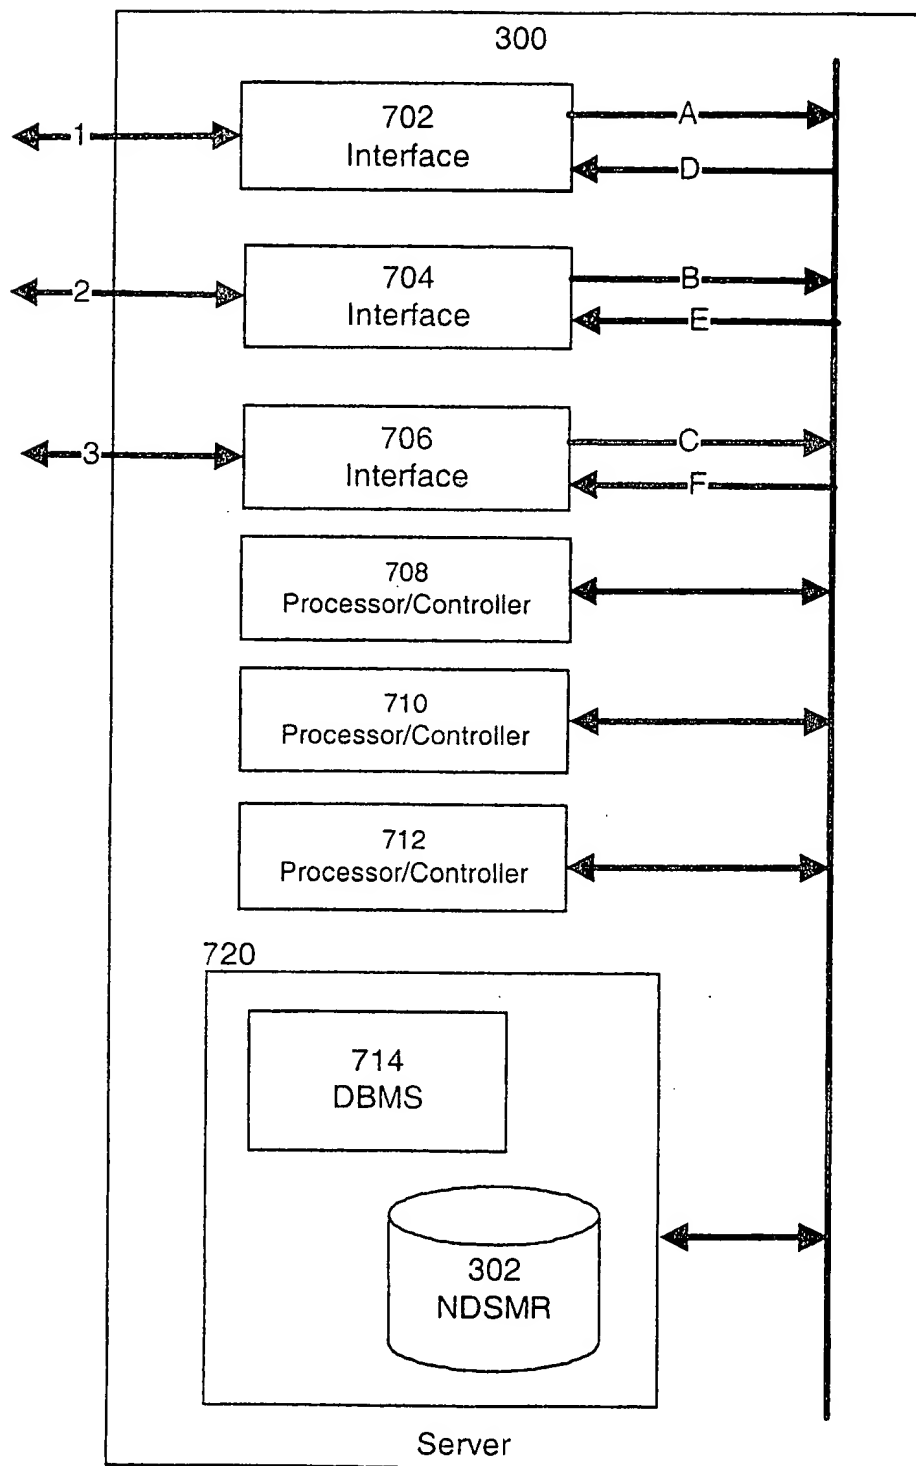 300
1
702
Interface
A
D
2
704
Interface
B
E
3
706
Interface
C
F
708
Processor/Controller
710
Processor/Controller
712
Processor/Controller
720
714
DBMS
302
NDSMR
Server